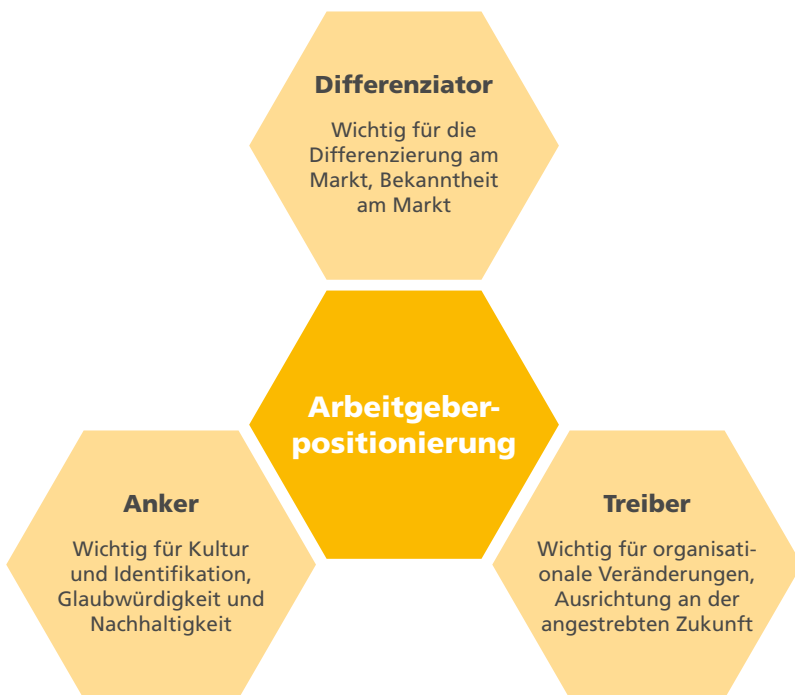 Differenziator
Wichtig für die
Differenzierung am
Markt, Bekanntheit
am Markt
Arbeitgeber-
positionierung
Anker
Wichtig für Kultur
und Identifikation,
Glaubwürdigkeit und
Nachhaltigkeit
Treiber
Wichtig für organisati-
onale Veränderungen,
Ausrichtung an der
angestrebten Zukunft